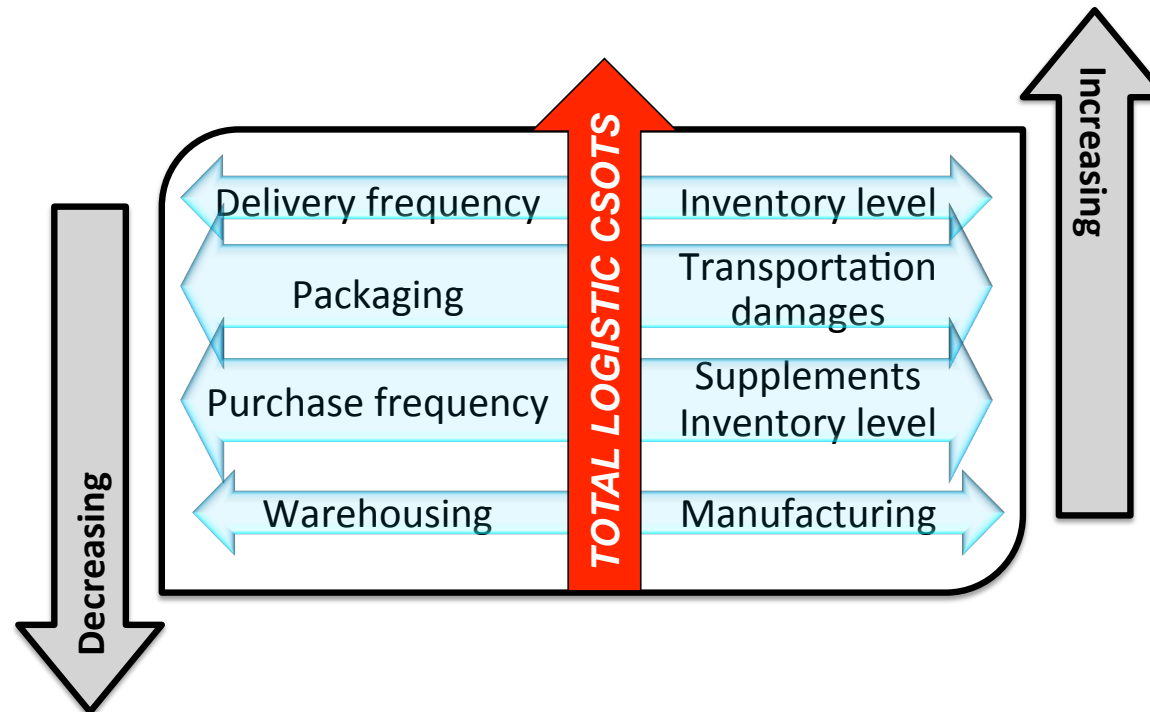 Increasing
TOTAL LOGISTIC CSOTS
Delivery frequency
Inventory level
Packaging
Transportation
damages
Purchase frequency
Supplements
Inventory level
Warehousing
Manufacturing
Decreasing